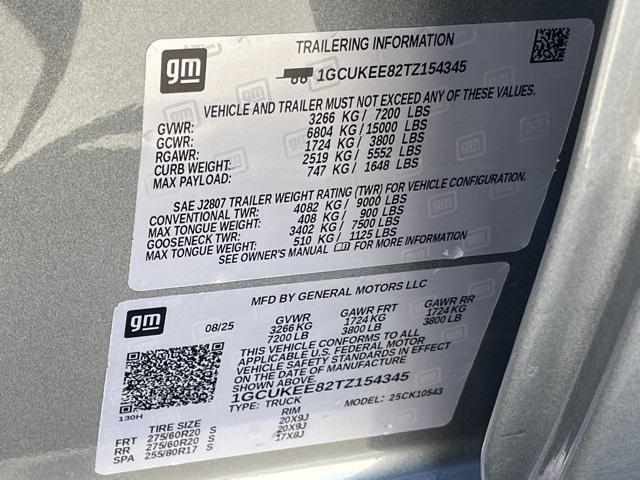 gm
TRAILERING INFORMATION
1GCUKEE82TZ154345
VEHICLE AND TRAILER MUST NOT EXCEED ANY OF THESE VALUES.
GVWR: 3266 KG / 7200 LBS
GCWR: 6804 KG / 15000 LBS
RGAWR: 1724 KG / 3800 LBS
CURB WEIGHT: 2519 KG / 5552 LBS
MAX PAYLOAD: 747 KG / 1648 LBS
SAE J2807 TRAILER WEIGHT RATING (TWR) FOR VEHICLE CONFIGURATION.
CONVENTIONAL TWR: 4082 KG / 9000 LBS
MAX TONGUE WEIGHT: 408 KG / 900 LBS
GOOSENECK TWR: 3402 KG / 7500 LBS
MAX TONGUE WEIGHT: 510 KG / 1125 LBS
SEE OWNER'S MANUAL FOR MORE INFORMATION
gm
MFD BY GENERAL MOTORS LLC
08/25 GVWR GAWR FRT GAWR RR
3266 KG 1724 KG 1724 KG
7200 LB 3800 LB 3800 LB
THIS VEHICLE CONFORMS TO ALL
APPLICABLE U.S. FEDERAL MOTOR
VEHICLE SAFETY STANDARDS IN EFFECT
ON THE DATE OF MANUFACTURE
SHOWN ABOVE.
1GCUKEE82TZ154345
TYPE: TRUCK MODEL: 25CK10543
130H
TIRE SIZE RIM
FRT 275/60R20 S 20X9J
RR 275/60R20 S 20X9J
SPA 255/80R17 S 17X8J